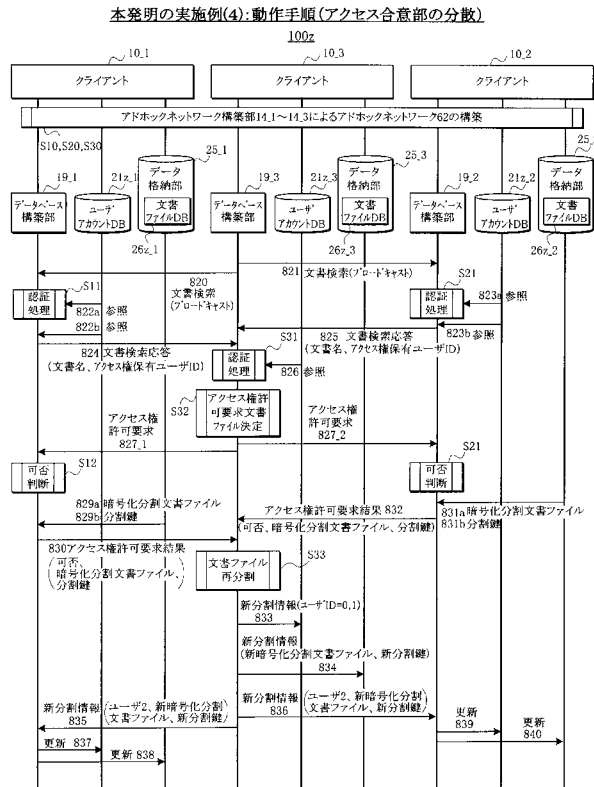 本発明の実施例(4):動作手順(アクセス合意部の分散)
100z
10_1
10_3
10_2
クライアント
クライアント
クライアント
アドホックネットワーク構築部14_1～14_3によるアドホックネットワーク62の構築
S10,S20,S30
25_1
25_3
25
19_1
21z_1
データ
格納部
19_3
21z_3
データ
格納部
19_2
21z_2
データ
格納部
データベース
構築部
ユーザ
アカウントDB
文書
ファイルDB
データベース
構築部
ユーザ
アカウントDB
文書
ファイルDB
データベース
構築部
ユーザ
アカウントDB
文書
ファイルDB
26z_1
26z_3
26z_2
820
文書検索
(ブロードキャスト)
821 文書検索(ブロードキャスト)
S11
認証
処理
822a 参照
822b 参照
S21
認証
処理
823a 参照
823b 参照
824 文書検索応答
(文書名、アクセス権保有ユーザID)
825 文書検索応答
(文書名、アクセス権保有ユーザID)
S31
認証
処理
826 参照
S32
アクセス権許
可要求文書
ファイル決定
アクセス権
許可要求
827_1
アクセス権
許可要求
827_2
S12
可否
判断
S21
可否
判断
829a 暗号化分割文書ファイル
829b 分割鍵
アクセス権許可要求結果 832
(可否、暗号化分割文書ファイル、分割鍵)
831a 暗号化分割文書ファイル
831b 分割鍵
830アクセス権許可要求結果
(可否、
暗号化分割文書ファイル、
分割鍵)
S33
文書ファイル
再分割
新分割情報(ユーザID=0,1)
833
新分割情報
(新暗号化分割文書ファイル、新分割鍵)
834
新分割情報
835
(ユーザ2、新暗号化分割
文書ファイル、新分割鍵)
新分割情報
836
(ユーザ2、新暗号化分割
文書ファイル、新分割鍵)
更新 837
更新 838
更新
839
更新
840